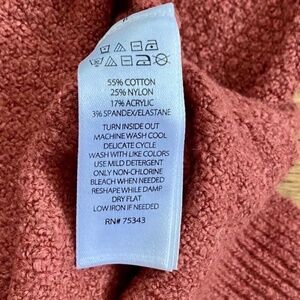 55% COTTON
25% NYLON
17% ACRYLIC
3% SPANDEX/ELASTANE
TURN INSIDE OUT
MACHINE WASH COOL
DELICATE CYCLE
WASH WITH LIKE COLORS
USE MILD DETERGENT
ONLY NON-CHLORINE
BLEACH WHEN NEEDED
RESHAPE WHILE DAMP
DRY FLAT
LOW IRON IF NEEDED
RN# 75343